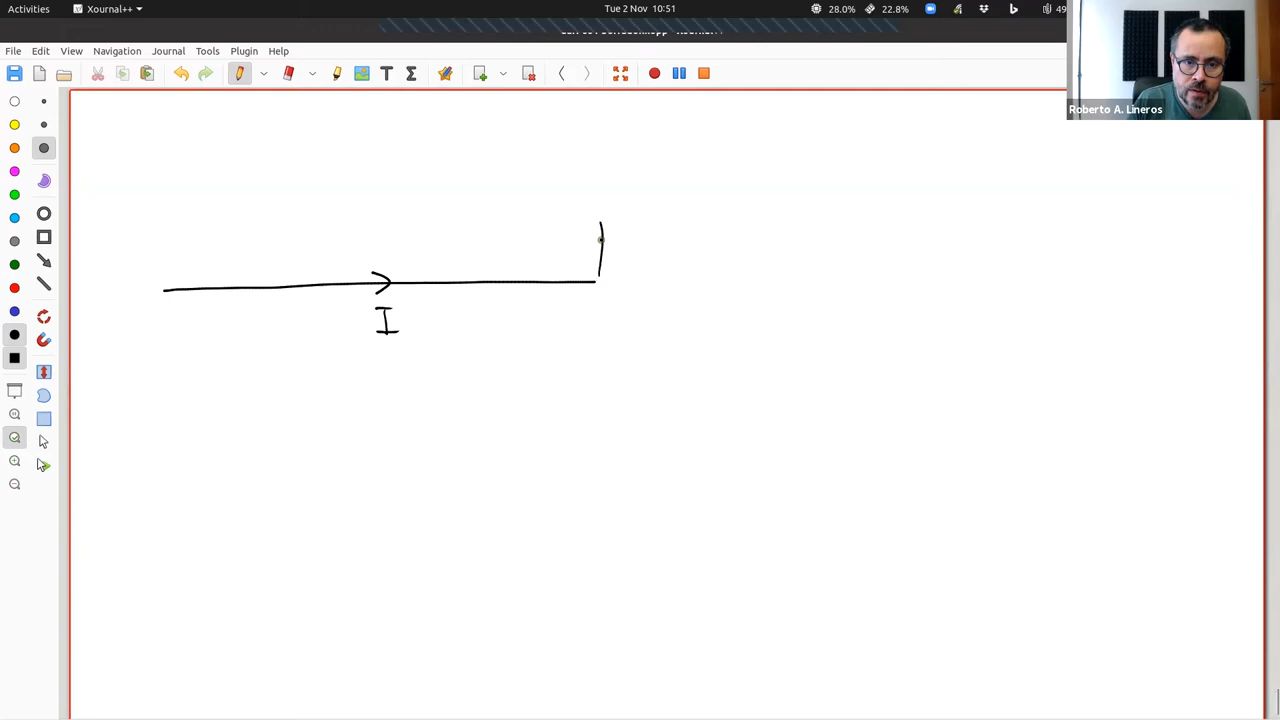 Activities Xournal++ Tue 2 Nov 10:51 28.0% 22.8% 49
File Edit View Navigation Journal Tools Plugin Help
Roberto A. Lineros
I